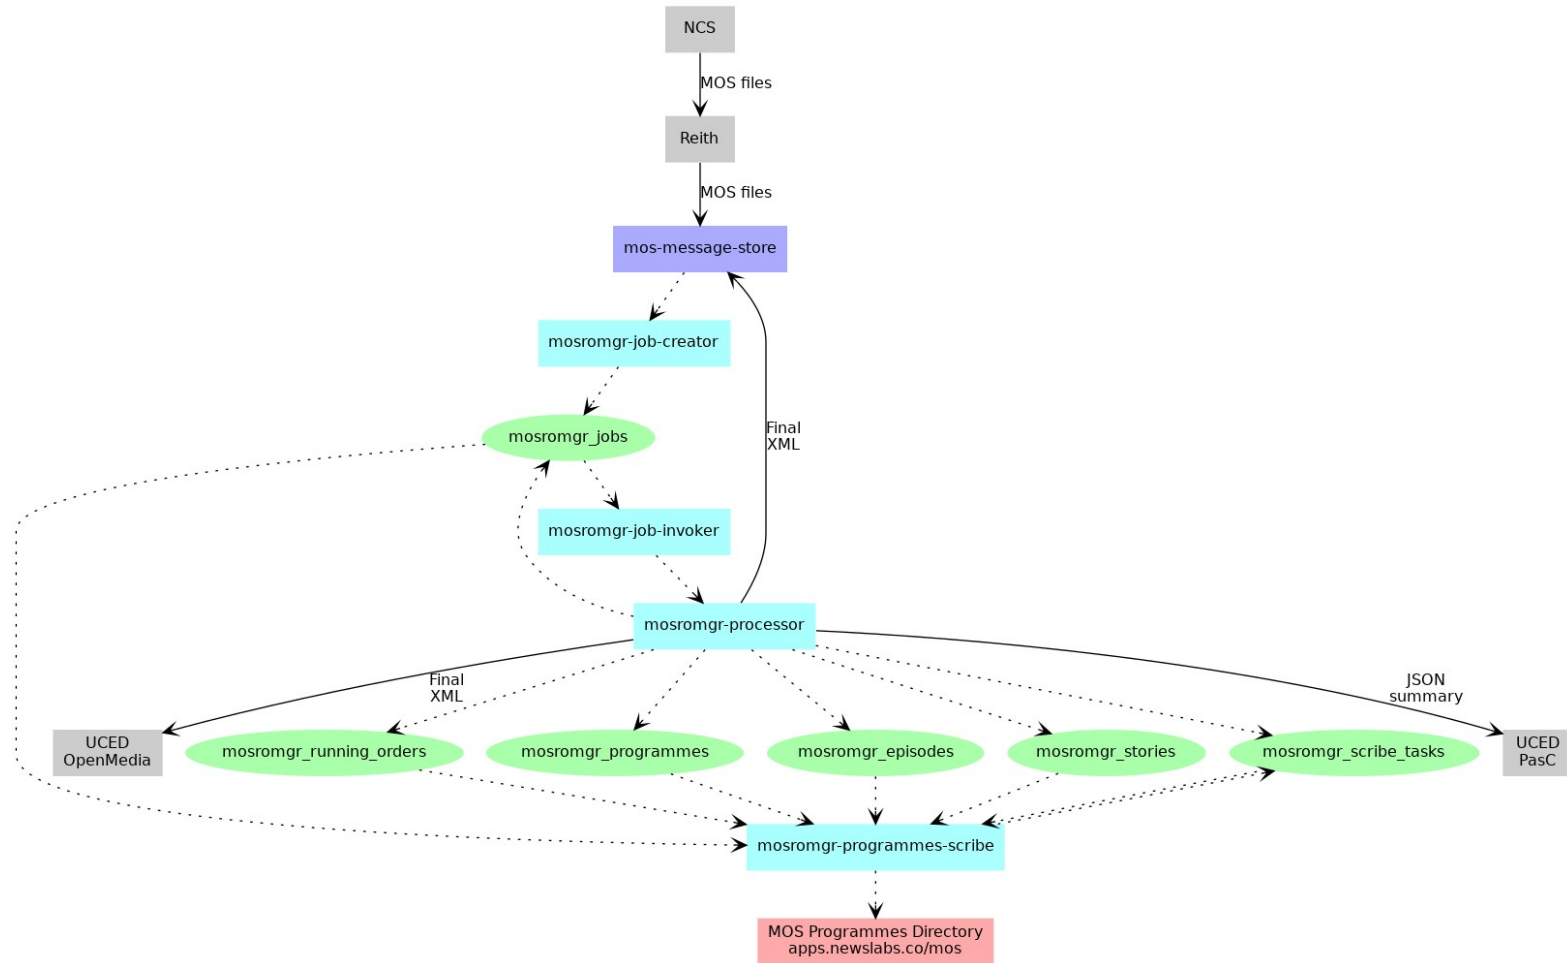 NCS
MOS files
Reith
MOS files
mos-message-store
mosromgr-job-creator
Final
XML
mosromgr_jobs
mosromgr-job-invoker
mosromgr-processor
Final
XML
JSON
summary
UCED
OpenMedia
mosromgr_running_orders
mosromgr_programmes
mosromgr_episodes
mosromgr_stories
mosromgr_scribe_tasks
UCED
PasC
mosromgr-programmes-scribe
MOS Programmes Directory
apps.newslabs.co/mos